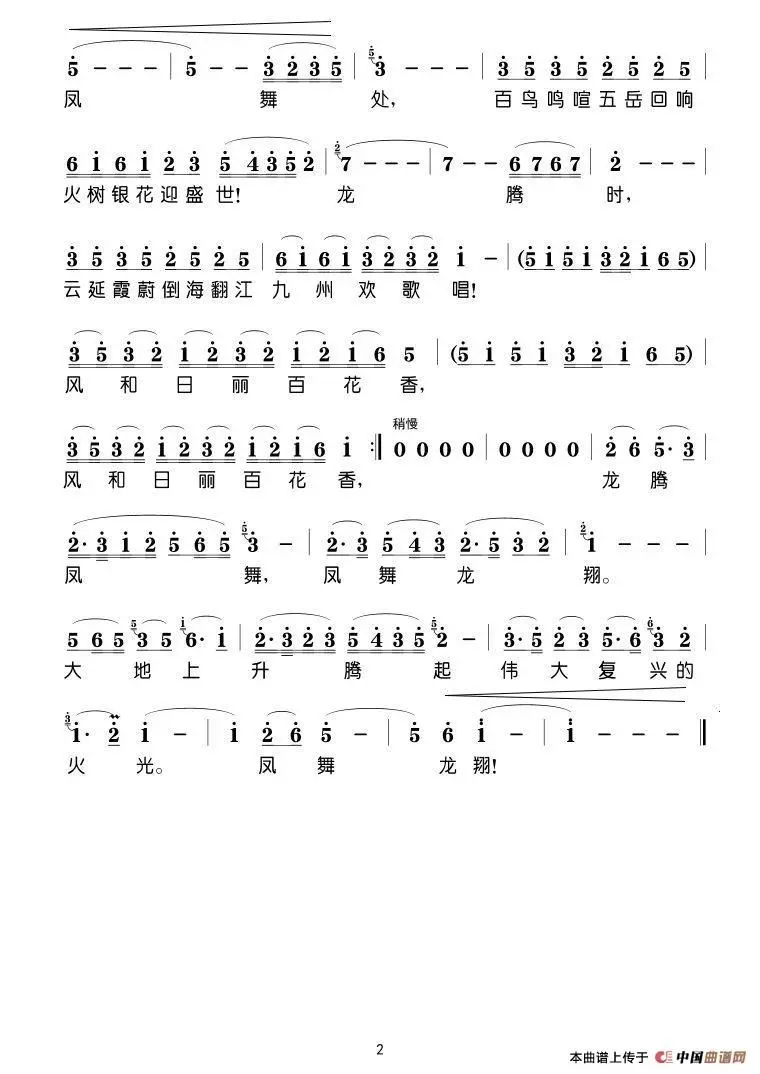 5 - - - | 5 - - 3 2 3 5 | 5 3 - - - | 3 5 3 5 2 5 2 5 |
凤 舞 处, 百鸟鸣喧五岳回响
6 1 6 1 2 3 5 4 3 5 2 | 2 7 - - - | 7 - - 6 7 6 7 | 2 - - - |
火树银花迎盛世! 龙 腾 时,
3 5 3 5 2 5 2 5 | 6 1 6 1 3 2 3 2 1 - | (5 1 5 1 3 2 1 6 5) |
云延霞蔚倒海翻江九州欢歌唱!
3 5 3 2 1 2 3 2 1 2 1 6 5 | (5 1 5 1 3 2 1 6 5) |
风和日丽百花香,
稍慢
3 5 3 2 1 2 3 2 1 2 1 6 1 :|| 0 0 0 0 | 0 0 0 0 | 2 6 5· 3 |
风和日丽百花香, 龙腾
2· 3 1 2 5 6 5 5 3 - | 2· 3 5 4 3 2· 5 3 2 | 2 1 - - - |
凤 舞, 凤舞龙 翔。
5 6 5 5 3 5 1 6· 1 | 2· 3 2 3 5 4 3 5 5 2 - | 3· 5 2 3 5· 6 6 3 2 |
大地上升腾起伟大复兴的
3 1· 2 1 - | 1 2 6 5 - | 5 6 1 - | 1 - - - ||
火光。 凤舞 龙翔!
2
本曲谱上传于 中国曲谱网